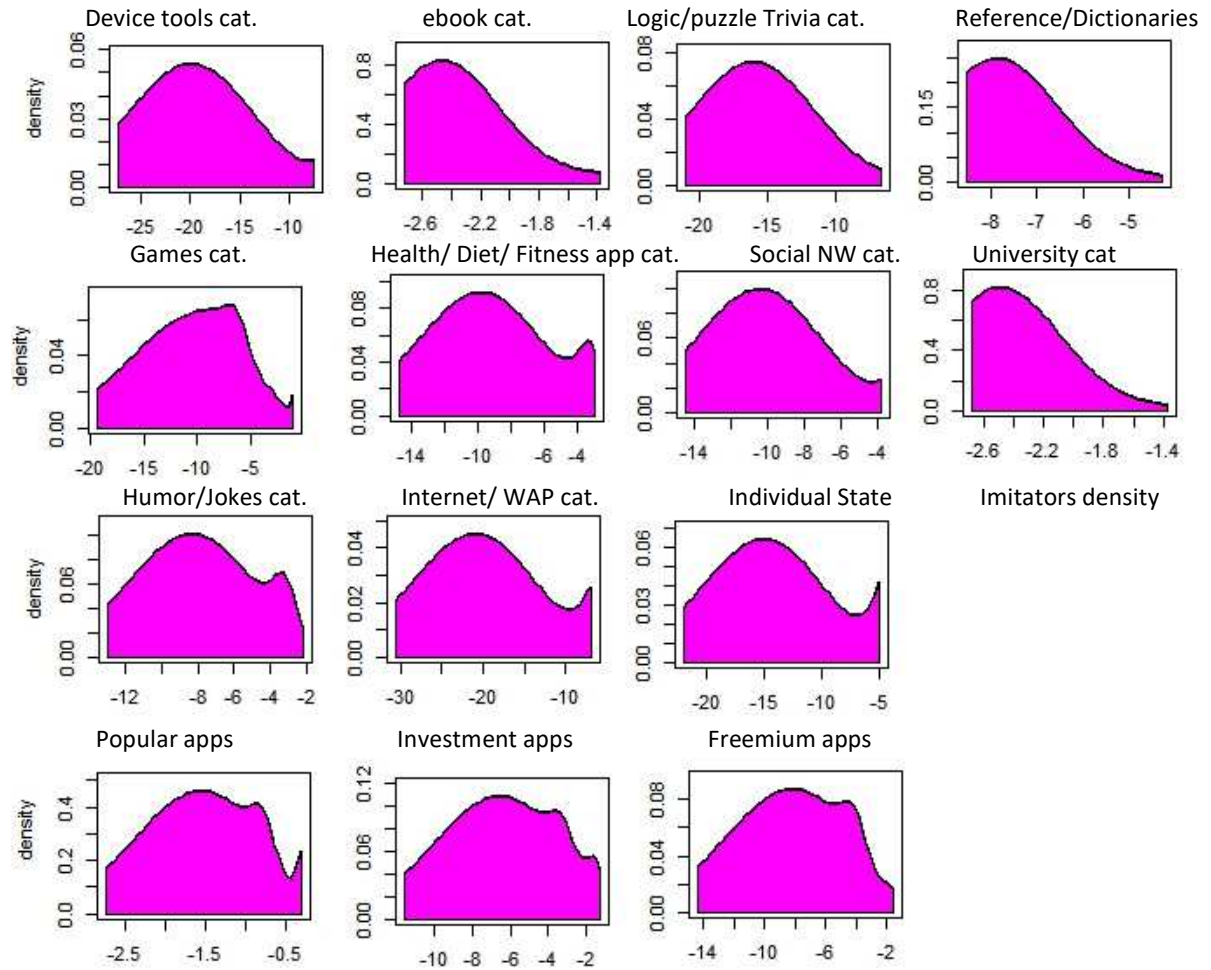 Device tools cat. ebook cat. Logic/puzzle Trivia cat. Reference/Dictionaries
density 0.00 0.03 0.06 0.0 0.4 0.8 0.00 0.04 0.08 0.00 0.15
-25 -20 -15 -10 -2.6 -2.2 -1.8 -1.4 -20 -15 -10 -8 -7 -6 -5
Games cat. Health/ Diet/ Fitness app cat. Social NW cat. University cat
density 0.00 0.04 0.00 0.04 0.08 0.00 0.06 0.0 0.4 0.8
-20 -15 -10 -5 -14 -10 -6 -4 -14 -10 -8 -6 -4 -2.6 -2.2 -1.8 -1.4
Humor/Jokes cat. Internet/ WAP cat. Individual State Imitators density
density 0.00 0.06 0.00 0.02 0.04 0.00 0.03 0.06
-12 -8 -6 -4 -2 -30 -20 -10 -20 -15 -10 -5
Popular apps Investment apps Freemium apps
density 0.0 0.2 0.4 0.00 0.06 0.12 0.00 0.04 0.08
-2.5 -1.5 -0.5 -10 -8 -6 -4 -2 -14 -10 -6 -2